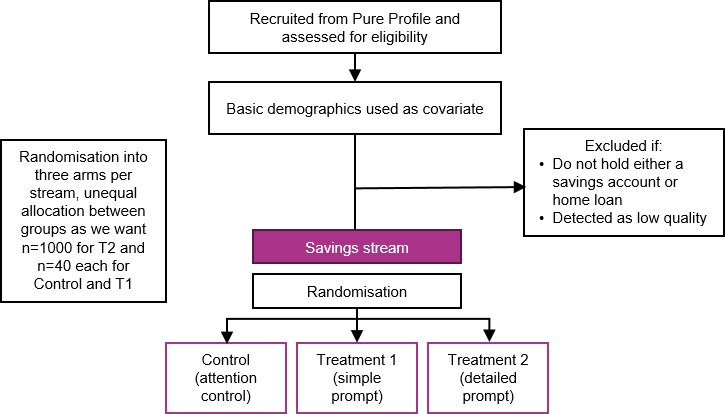 Recruited from Pure Profile and
assessed for eligibility
Basic demographics used as covariate
Randomisation into
three arms per
stream, unequal
allocation between
groups as we want
n=1000 for T2 and
n=40 each for
Control and T1
Excluded if:
• Do not hold either a
savings account or
home loan
• Detected as low quality
Savings stream
Randomisation
Control
(attention
control)
Treatment 1
(simple
prompt)
Treatment 2
(detailed
prompt)